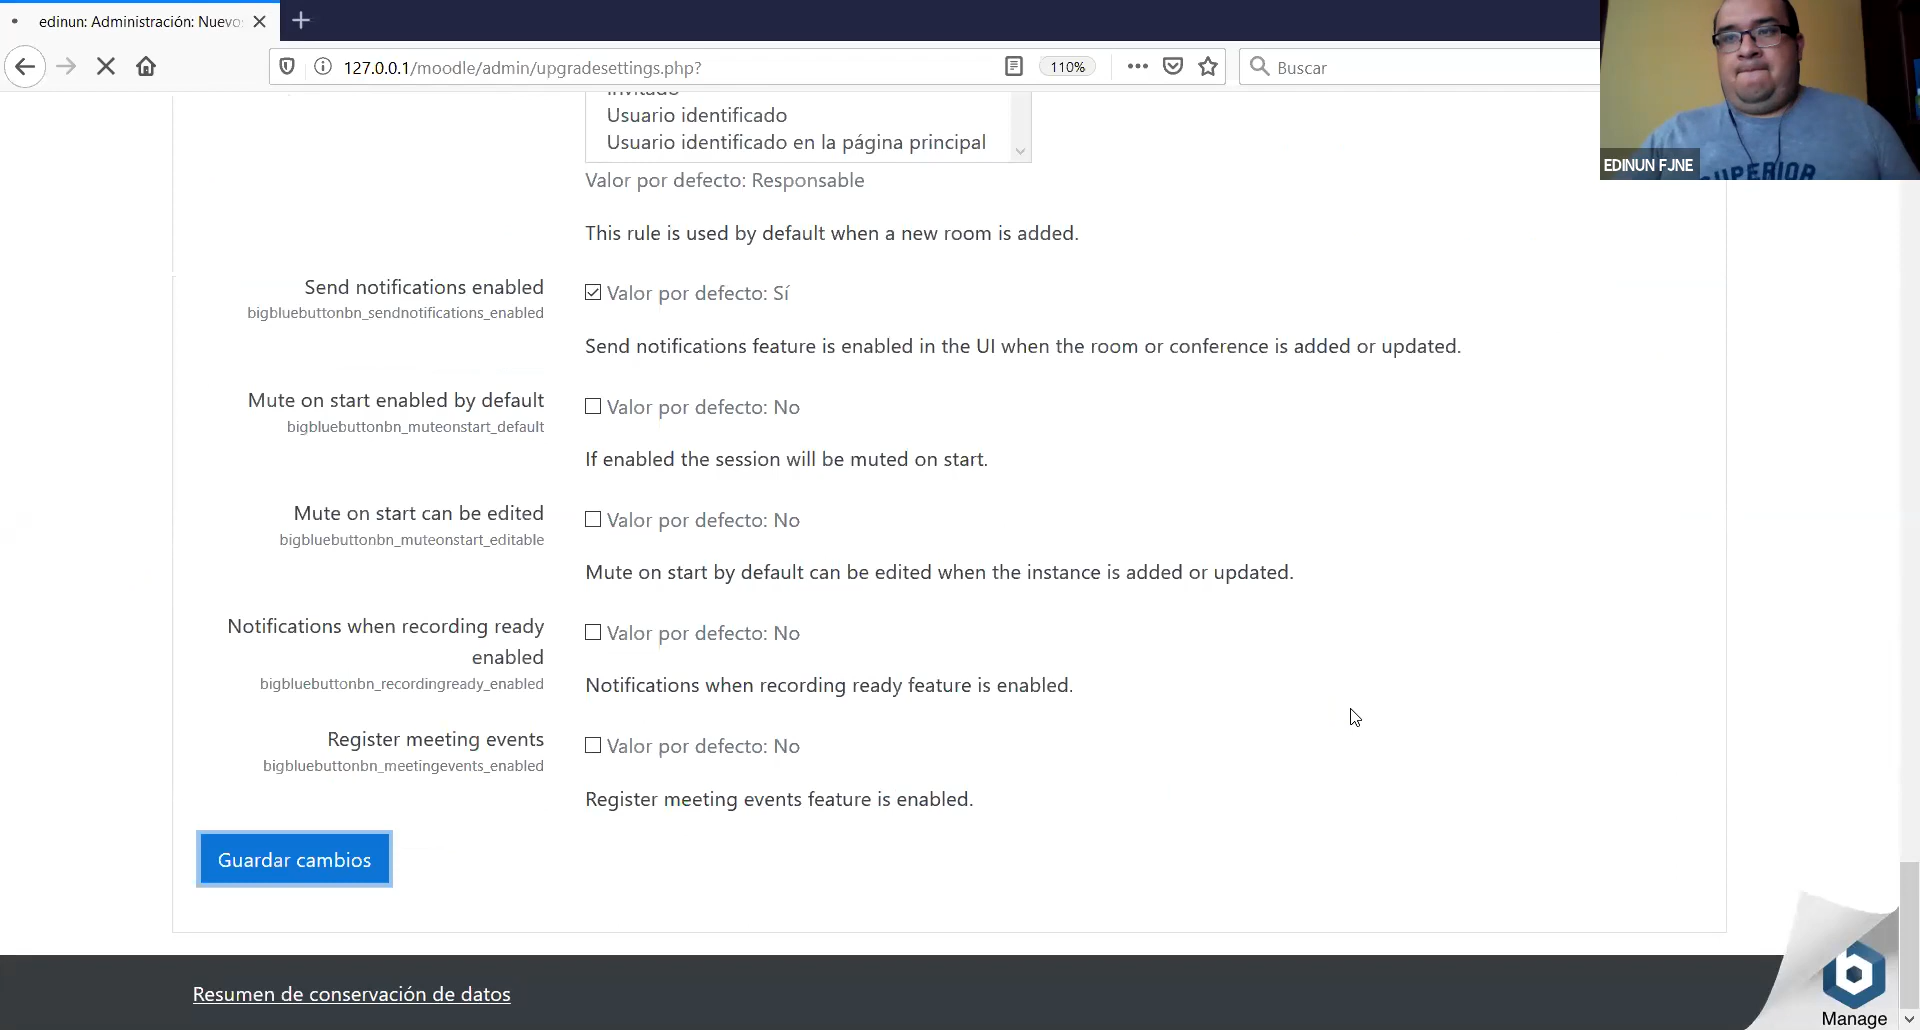 edinun: Administración: Nuevo
127.0.0.1/moodle/admin/upgradesettings.php?
110%
Buscar
EDINUN FJNE
SUPERIOR
Invitado
Usuario identificado
Usuario identificado en la página principal
Valor por defecto: Responsable
This rule is used by default when a new room is added.
Send notifications enabled
bigbluebuttonbn_sendnotifications_enabled
Valor por defecto: Sí
Send notifications feature is enabled in the UI when the room or conference is added or updated.
Mute on start enabled by default
bigbluebuttonbn_muteonstart_default
Valor por defecto: No
If enabled the session will be muted on start.
Mute on start can be edited
bigbluebuttonbn_muteonstart_editable
Valor por defecto: No
Mute on start by default can be edited when the instance is added or updated.
Notifications when recording ready
enabled
bigbluebuttonbn_recordingready_enabled
Valor por defecto: No
Notifications when recording ready feature is enabled.
Register meeting events
bigbluebuttonbn_meetingevents_enabled
Valor por defecto: No
Register meeting events feature is enabled.
Guardar cambios
Resumen de conservación de datos
Manage